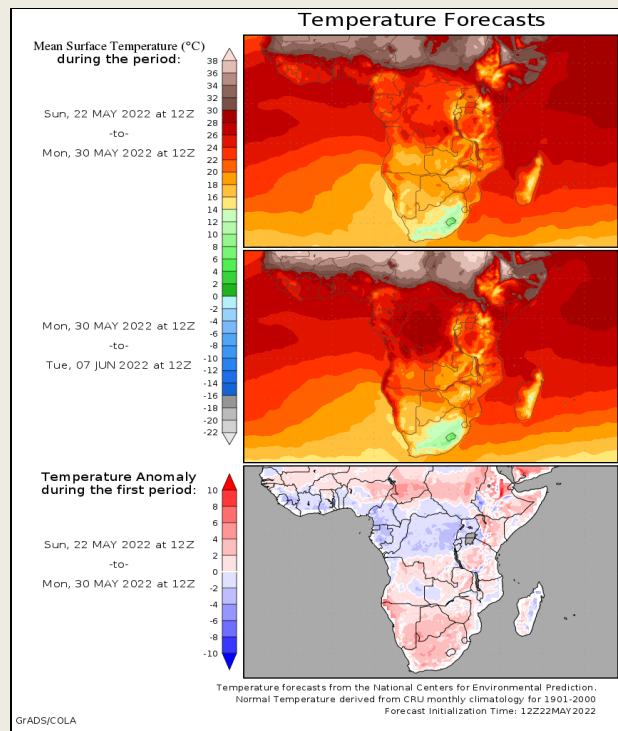 Temperature Forecasts
Mean Surface Temperature (°C)
during the period:
Sun, 22 MAY 2022 at 12Z
-to-
Mon, 30 MAY 2022 at 12Z
38
36
34
32
30
28
26
24
22
20
18
16
14
12
10
8
6
4
2
0
-2
-4
-6
-8
-10
-12
-14
-16
-18
-20
-22
Mon, 30 MAY 2022 at 12Z
-to-
Tue, 07 JUN 2022 at 12Z
Temperature Anomaly
during the first period:
Sun, 22 MAY 2022 at 12Z
-to-
Mon, 30 MAY 2022 at 12Z
10
8
6
4
2
0
-2
-4
-6
-8
-10
Temperature forecasts from the National Centers for Environmental Prediction.
Normal Temperature derived from CRU monthly climatology for 1901-2000
Forecast Initialization Time: 12Z22MAY2022
GrADS/COLA